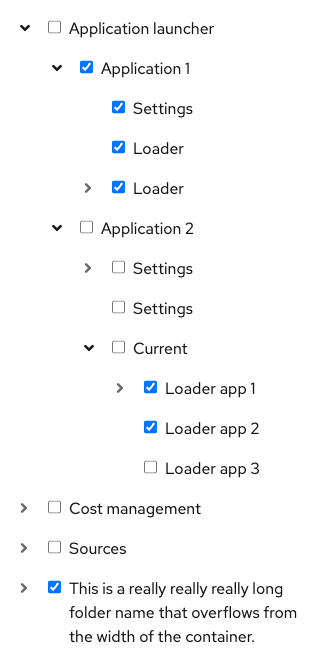 Application launcher
Application 1
Settings
Loader
Loader
Application 2
Settings
Settings
Current
Loader app 1
Loader app 2
Loader app 3
Cost management
Sources
This is a really really really long
folder name that overflows from
the width of the container.